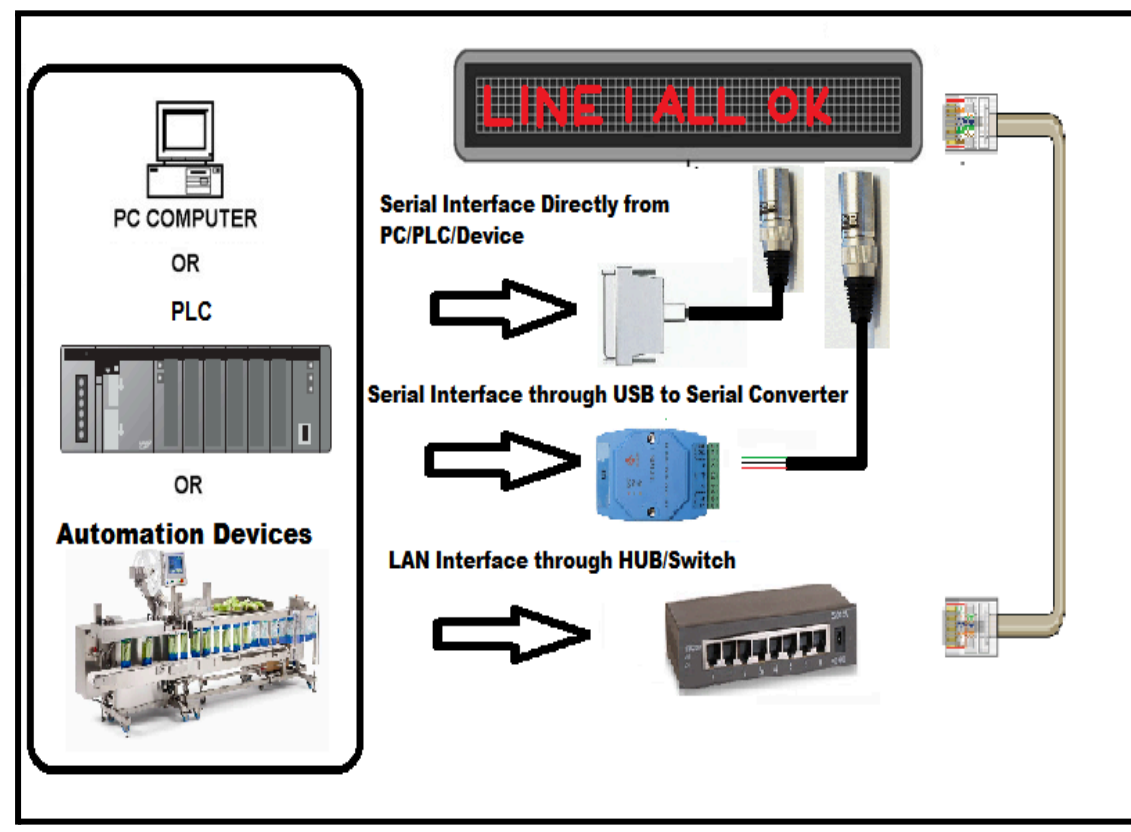 LINE I ALL OK
PC COMPUTER
OR
PLC
OR
Automation Devices
Serial Interface Directly from
PC/PLC/Device
Serial Interface through USB to Serial Converter
LAN Interface through HUB/Switch